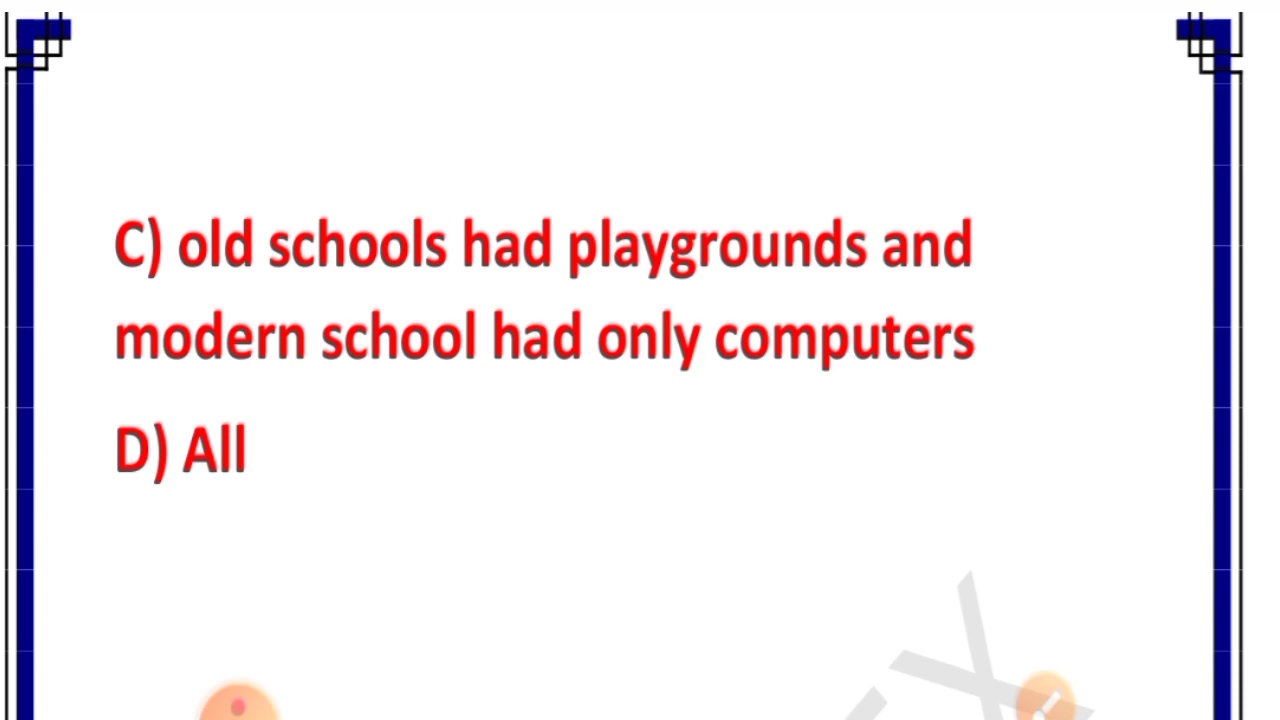 C) old schools had playgrounds and
modern school had only computers
D) All